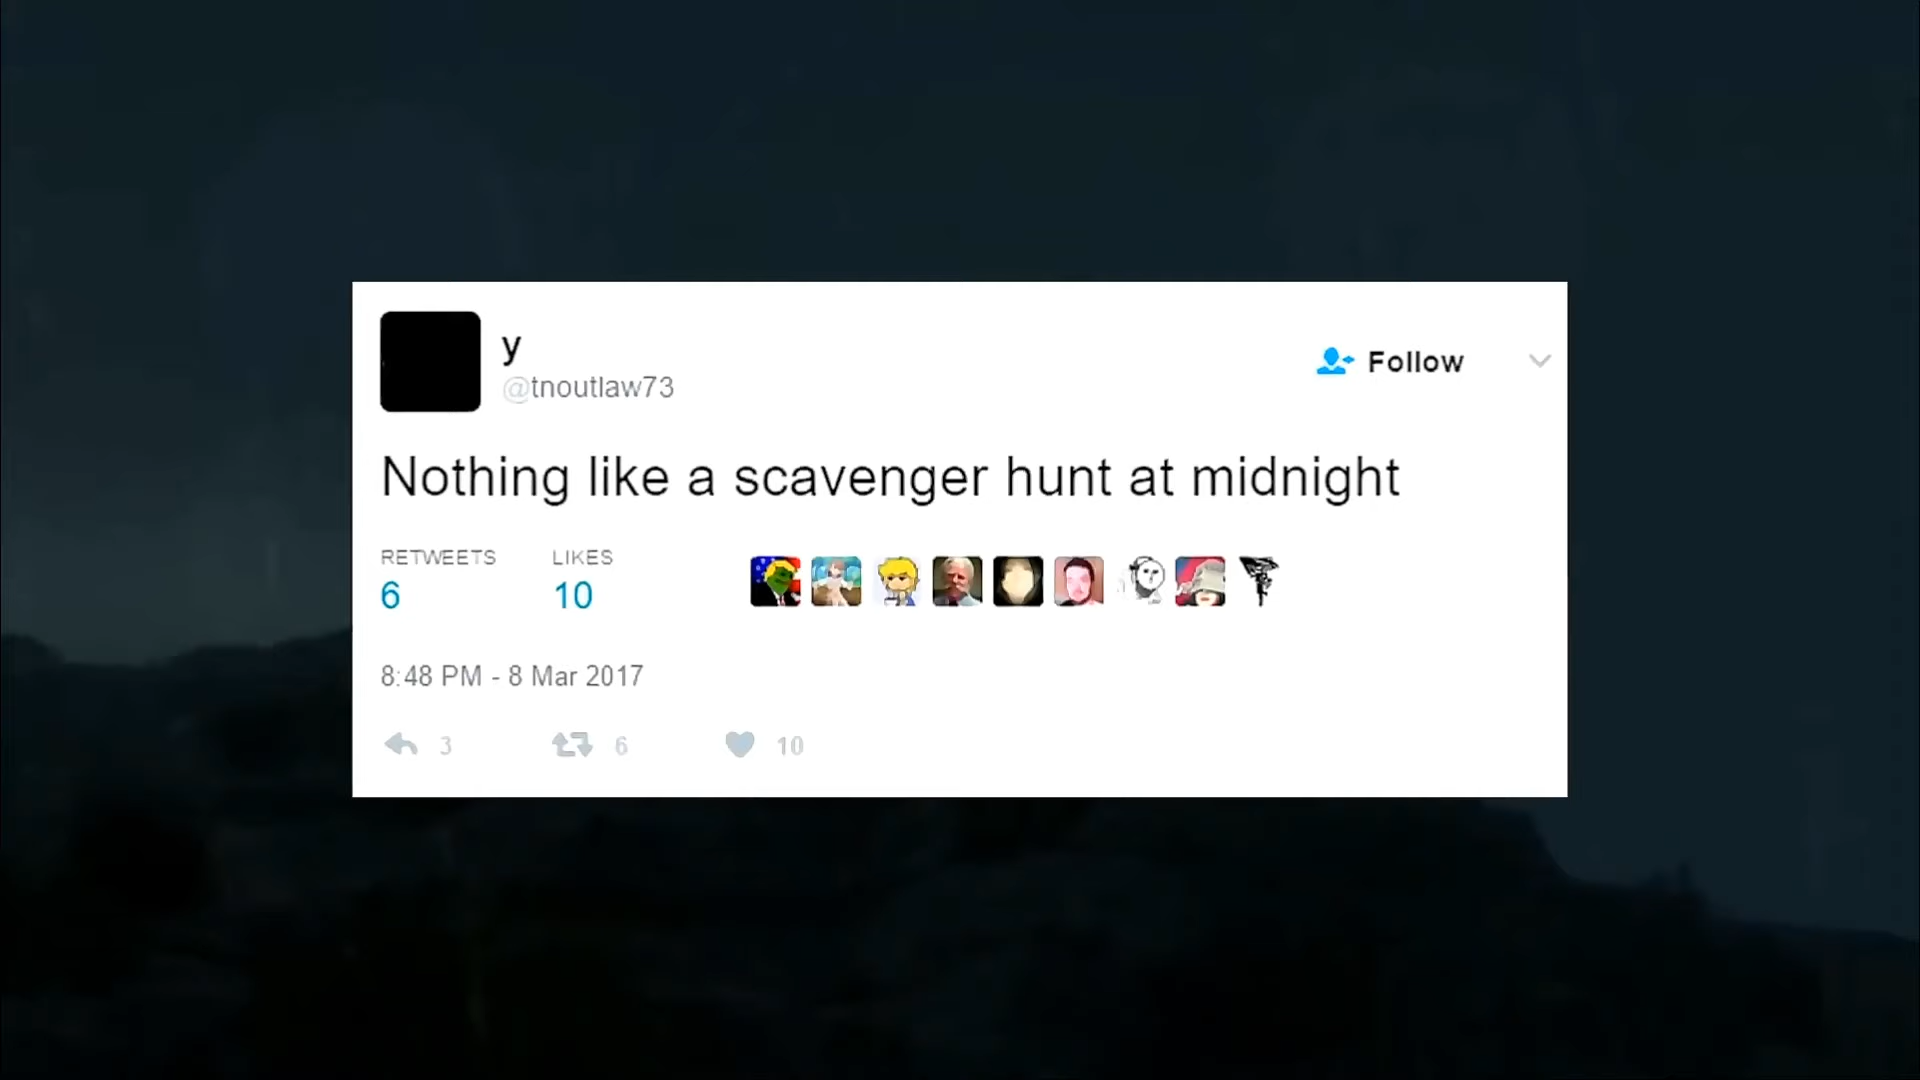 y
@tnoutlaw73
Follow
Nothing like a scavenger hunt at midnight
RETWEETS LIKES
6 10
8:48 PM - 8 Mar 2017
3 6 10